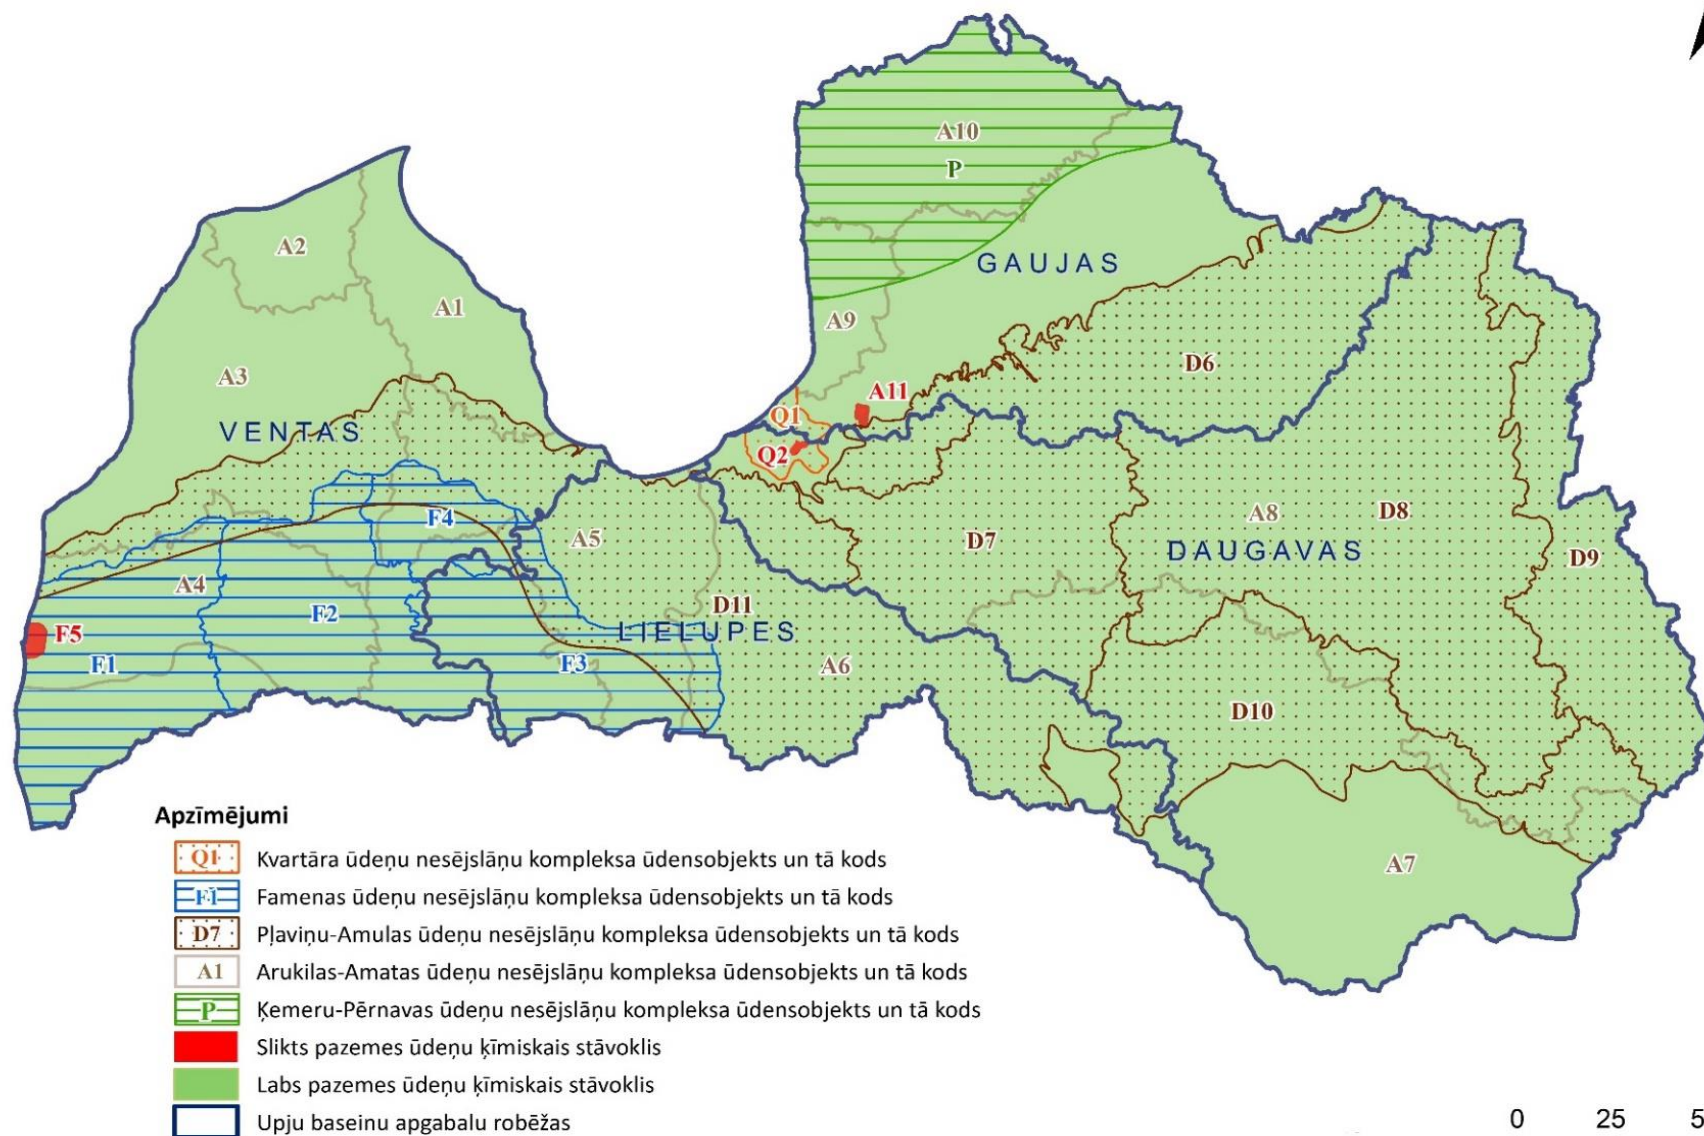 A10
P
A2
GAUJAS
A1
A9
D6
A3
A11
Q1
VENTAS
Q2
F4
A5
A8
D8
D7
DAUGAVAS
D9
A4
D11
F2
F5
LIELUPES
F1
F3
A6
D10
A7
Apzīmējumi
Q1 Kvartāra ūdeņu nesējslāņu kompleksa ūdensobjekts un tā kods
F1 Famenas ūdeņu nesējslāņu kompleksa ūdensobjekts un tā kods
D7 Pļaviņu-Amulas ūdeņu nesējslāņu kompleksa ūdensobjekts un tā kods
A1 Arukilas-Amatas ūdeņu nesējslāņu kompleksa ūdensobjekts un tā kods
P Ķemeru-Pērnavas ūdeņu nesējslāņu kompleksa ūdensobjekts un tā kods
Slikts pazemes ūdeņu ķīmiskais stāvoklis
Labs pazemes ūdeņu ķīmiskais stāvoklis
Upju baseinu apgabalu robēžas
0 25 5